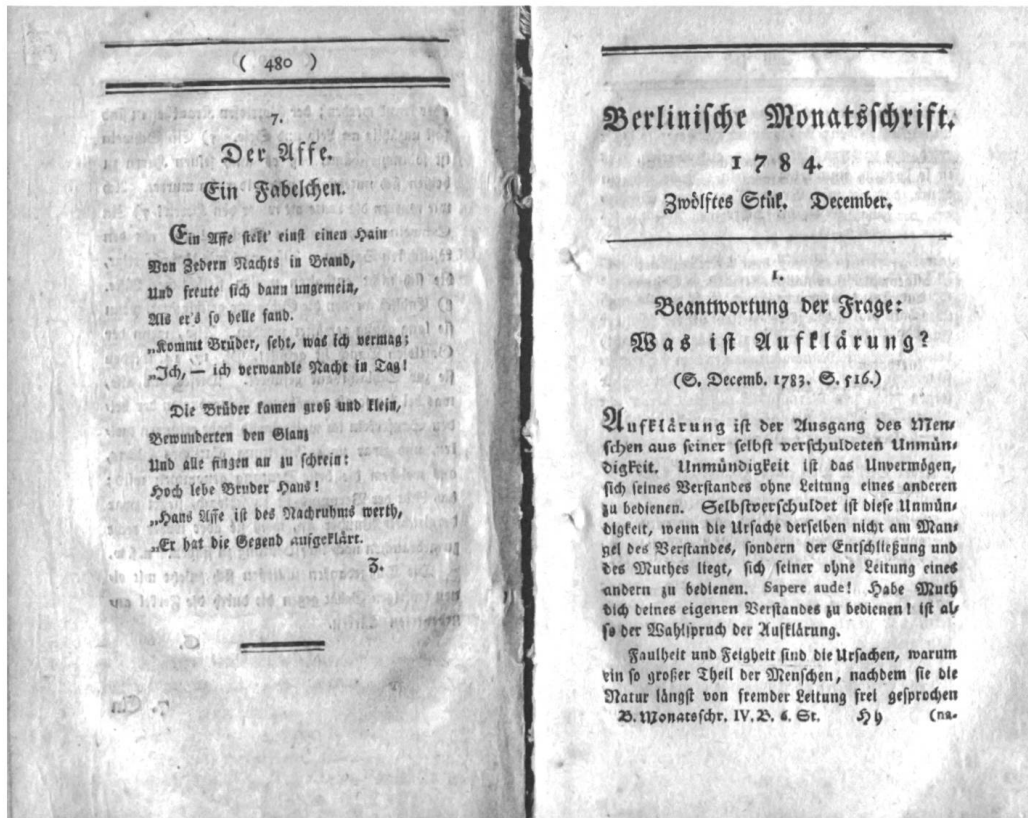 ( 480 )
7.
Der Affe.
Ein Fabelchen.
Ein Affe stekt' einst einen Hain
Von Zedern Nachts in Brand,
Und freute sich dann ungemein,
Als er's so helle fand.
„Kommt Brüder, seht, was ich vermag;
„Ich, — ich verwandle Nacht in Tag!
Die Brüder kamen groß und klein,
Bewunderten den Glanz
Und alle fingen an zu schrein:
Hoch lebe Bruder Hans!
„Hans Affe ist des Nachruhms werth,
„Er hat die Gegend aufgeklärt.
Z.
Berlinische Monatsschrift.
1784.
Zwölftes Stük. December.
1.
Beantwortung der Frage:
Was ist Aufklärung?
(S. Decemb. 1783. S. 516.)
Aufklärung ist der Ausgang des Men-
schen aus seiner selbst verschuldeten Unmün-
digkeit. Unmündigkeit ist das Unvermögen,
sich seines Verstandes ohne Leitung eines anderen
zu bedienen. Selbstverschuldet ist diese Unmün-
digkeit, wenn die Ursache derselben nicht am Man-
gel des Verstandes, sondern der Entschließung und
des Muthes liegt, sich seiner ohne Leitung eines
andern zu bedienen. Sapere aude! Habe Muth
dich deines eigenen Verstandes zu bedienen! ist al-
so der Wahlspruch der Aufklärung.
Faulheit und Feigheit sind die Ursachen, warum
ein so großer Theil der Menschen, nachdem sie die
Natur längst von fremder Leitung frei gesprochen
B. Monatschr. IV. B. 6. St. Hh (na-